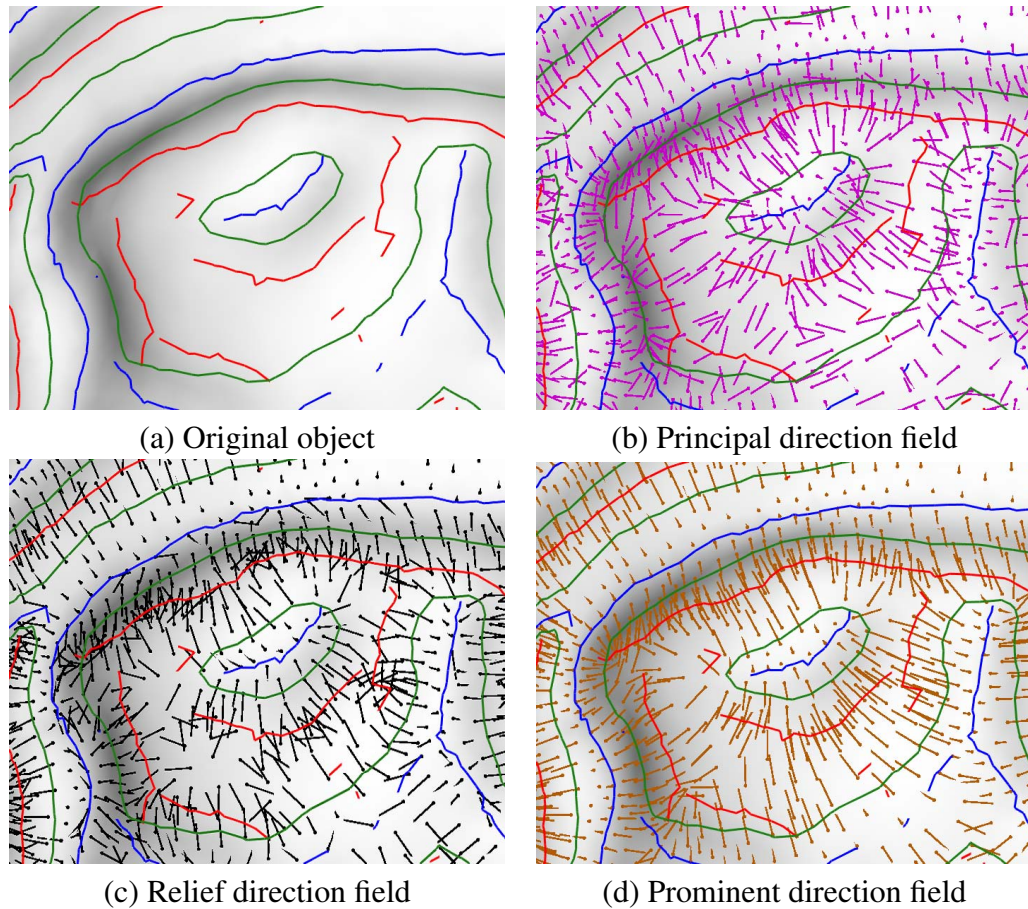 (a) Original object
(b) Principal direction field
(c) Relief direction field
(d) Prominent direction field